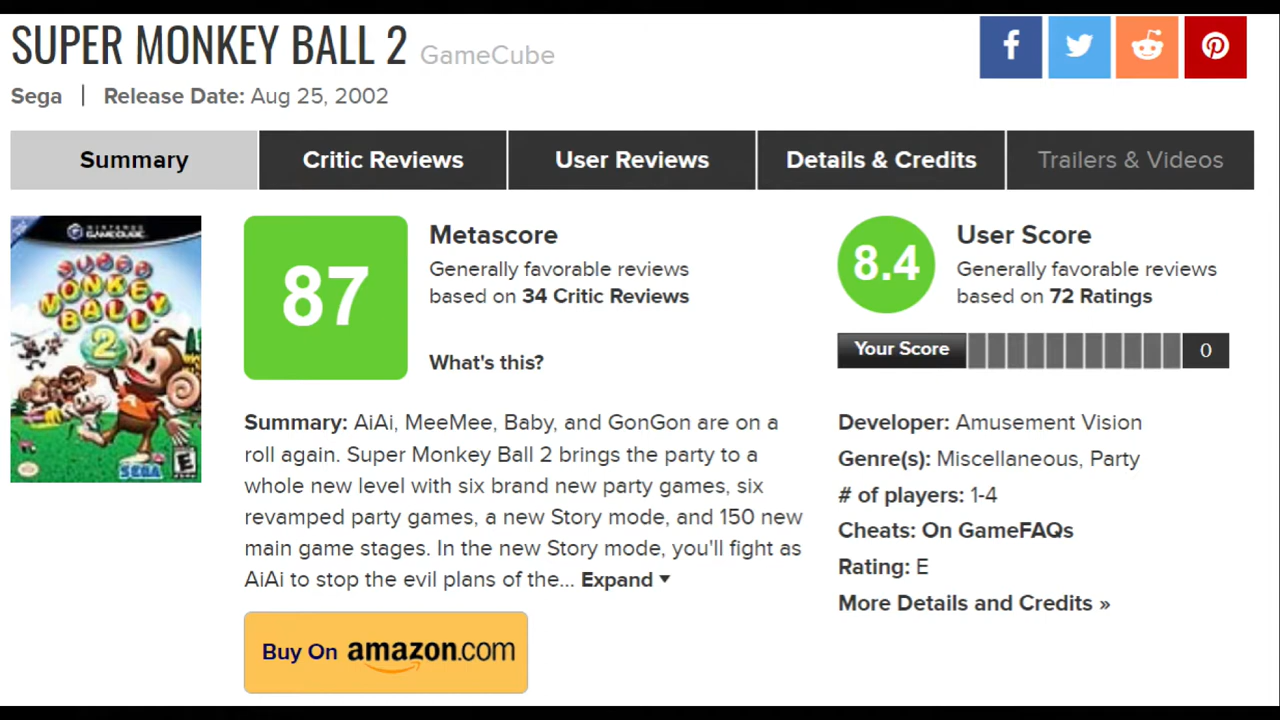 SUPER MONKEY BALL 2 GameCube
Sega | Release Date: Aug 25, 2002
Summary
Critic Reviews
User Reviews
Details & Credits
Trailers & Videos
NINTENDO GAMECUBE
SUPER
MONKEY
BALL
2
SEGA
E
87
Metascore
Generally favorable reviews
based on 34 Critic Reviews
What's this?
8.4
User Score
Generally favorable reviews
based on 72 Ratings
Your Score
0
Summary: AiAi, MeeMee, Baby, and GonGon are on a
roll again. Super Monkey Ball 2 brings the party to a
whole new level with six brand new party games, six
revamped party games, a new Story mode, and 150 new
main game stages. In the new Story mode, you'll fight as
AiAi to stop the evil plans of the... Expand
Buy On amazon.com
Developer: Amusement Vision
Genre(s): Miscellaneous, Party
# of players: 1-4
Cheats: On GameFAQs
Rating: E
More Details and Credits »